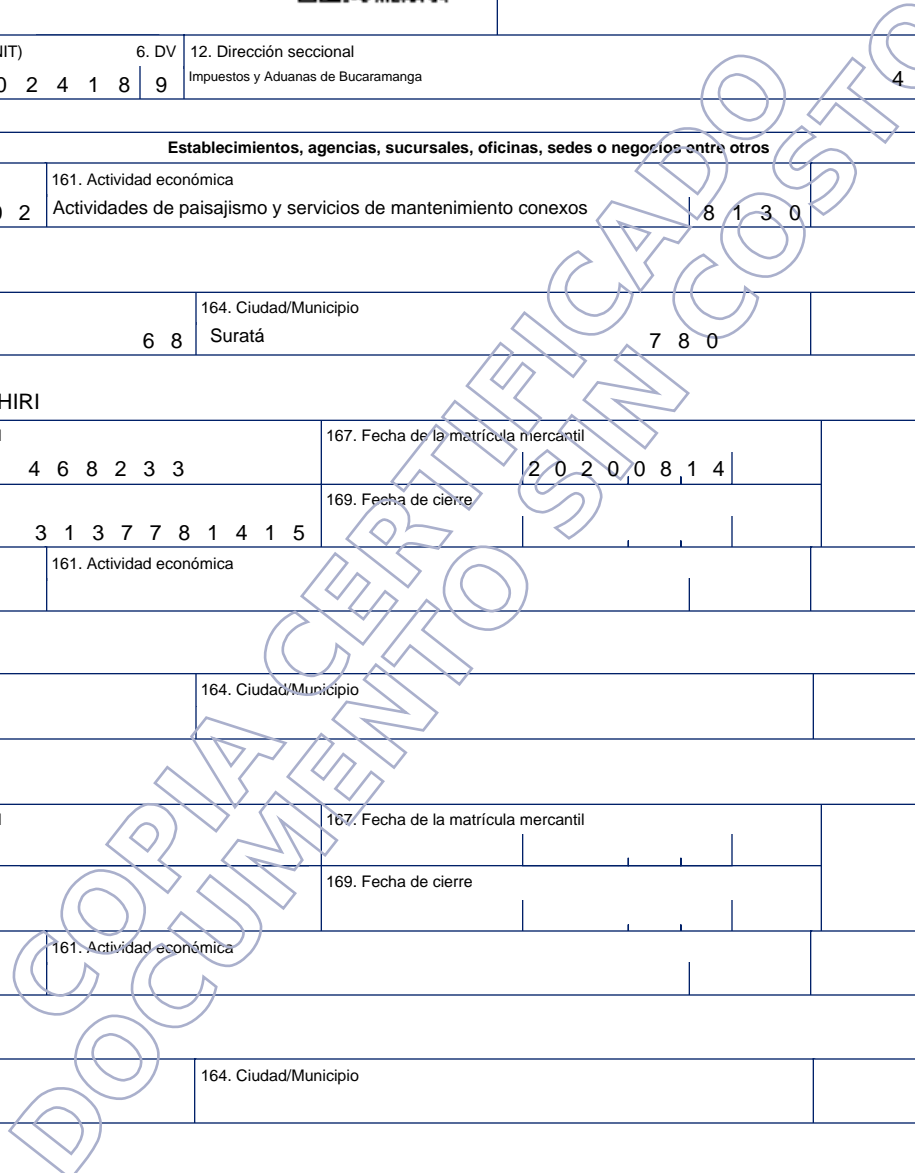 6. DV 12. Dirección seccional
0 2 4 1 8 9 Impuestos y Aduanas de Bucaramanga 4
Establecimientos, agencias, sucursales, oficinas, sedes o negocios entre otros
161. Actividad económica
2 Actividades de paisajismo y servicios de mantenimiento conexos 8 1 3 0
164. Ciudad/Municipio
6 8 Suratá 7 8 0
HIRI
167. Fecha de la matrícula mercantil
4 6 8 2 3 3 2 0 2 0 0 8 1 4
169. Fecha de cierre
3 1 3 7 7 8 1 4 1 5
161. Actividad económica
164. Ciudad/Municipio
167. Fecha de la matrícula mercantil
169. Fecha de cierre
161. Actividad económica
164. Ciudad/Municipio
COPIA CERTIFICADO
DOCUMENTO SIN COSTO